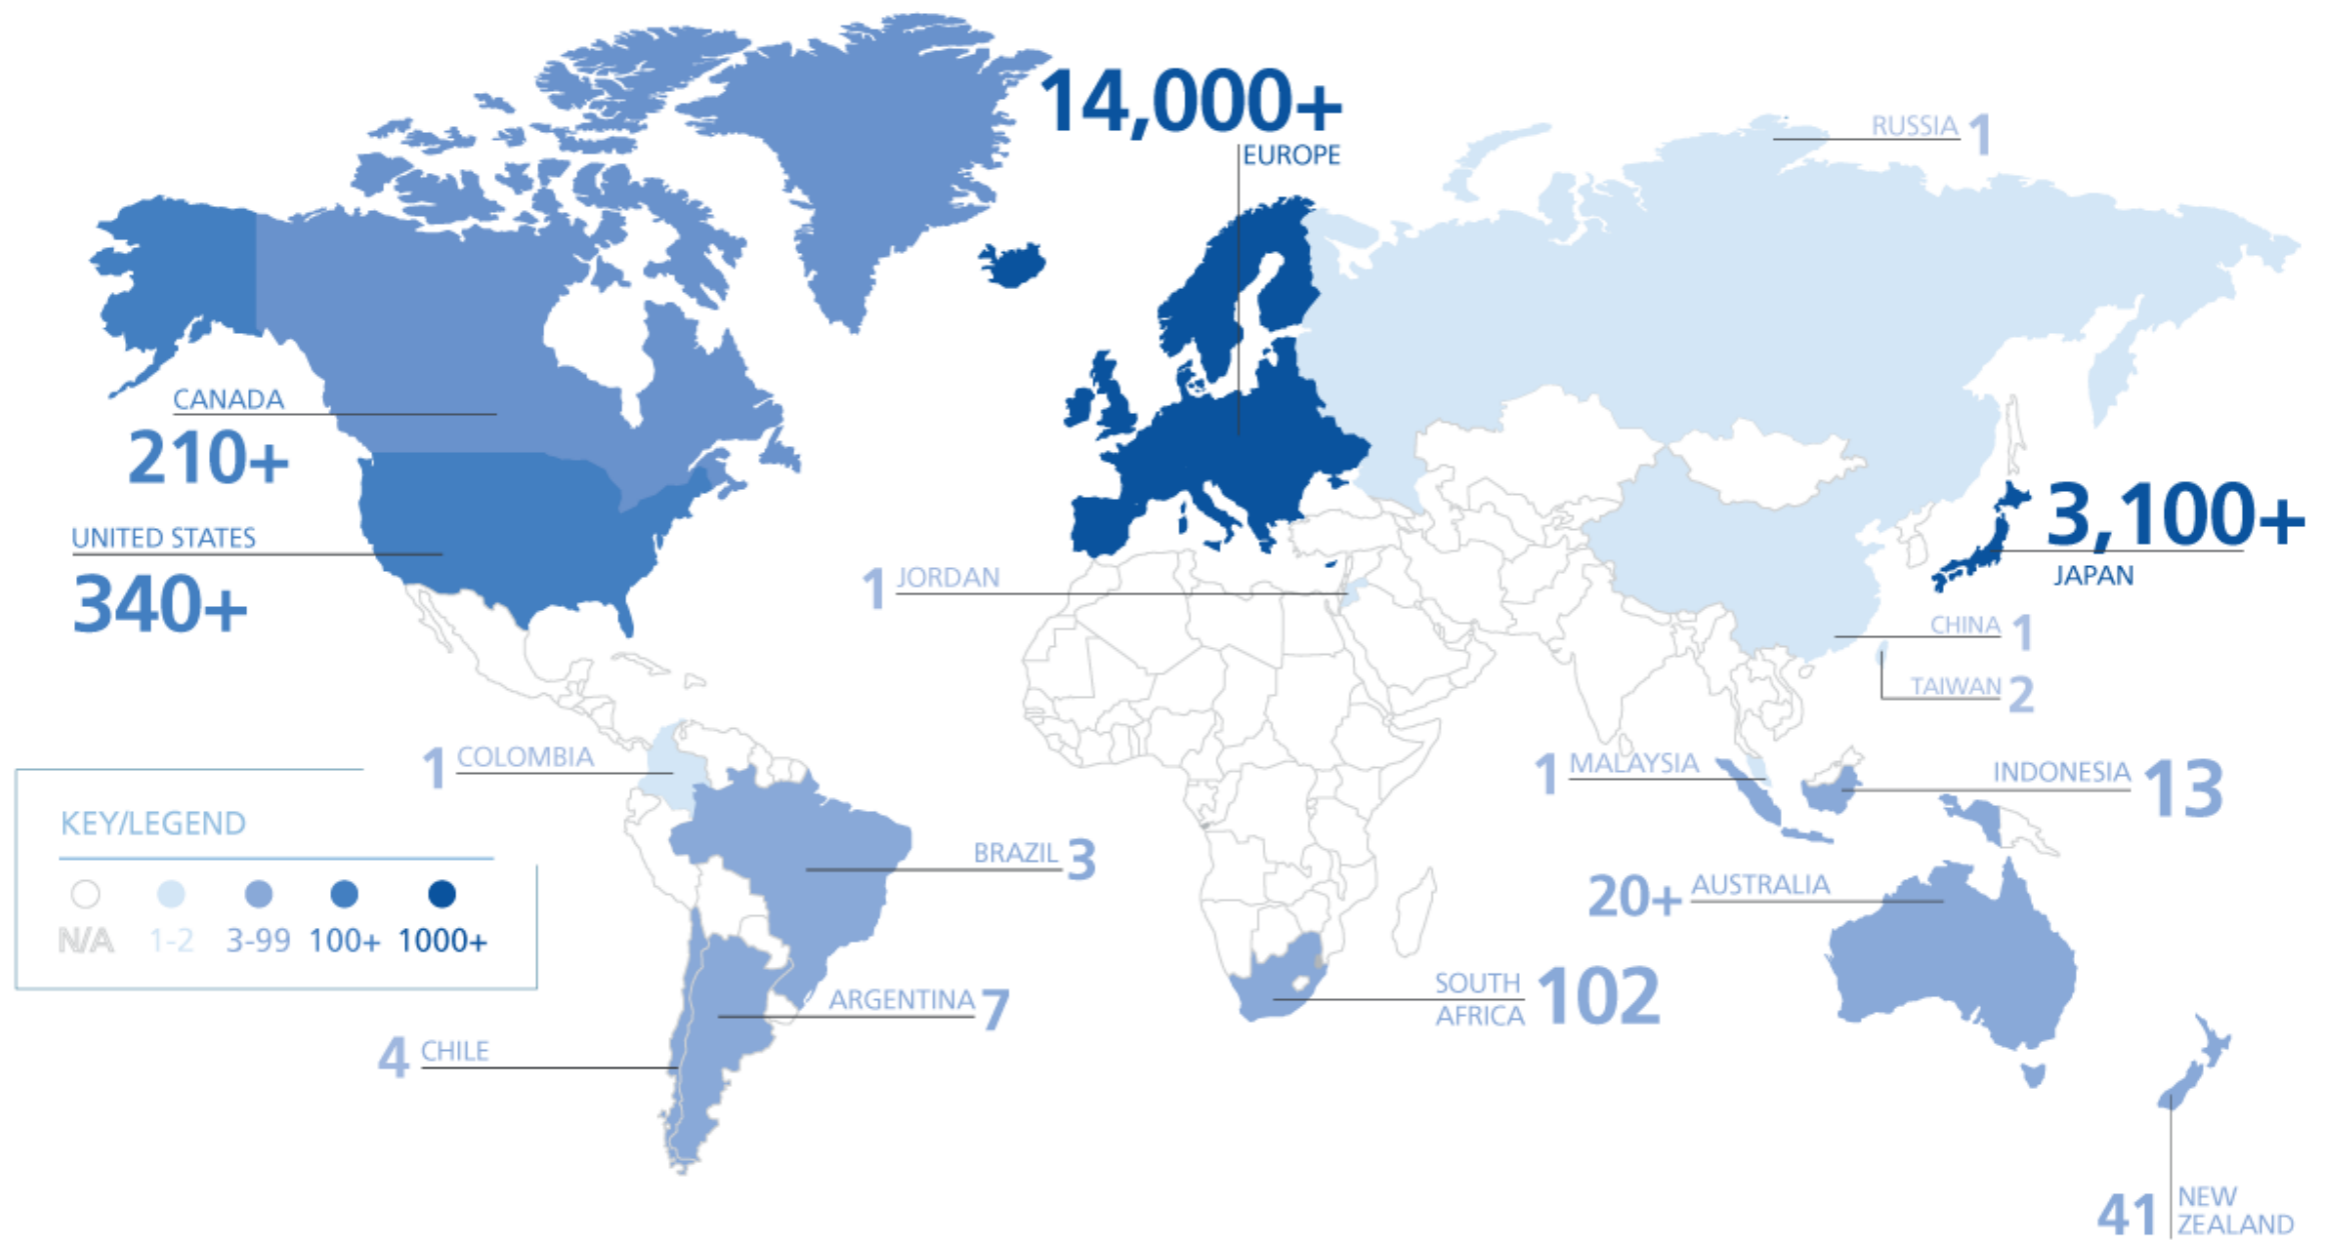 14,000+
EUROPE
RUSSIA 1
CANADA
210+
UNITED STATES
340+
3,100+
JAPAN
1 JORDAN
CHINA 1
TAIWAN 2
1 COLOMBIA
1 MALAYSIA
INDONESIA 13
KEY/LEGEND
N/A 1-2 3-99 100+ 1000+
BRAZIL 3
20+ AUSTRALIA
SOUTH
AFRICA 102
ARGENTINA 7
4 CHILE
41 NEW
ZEALAND